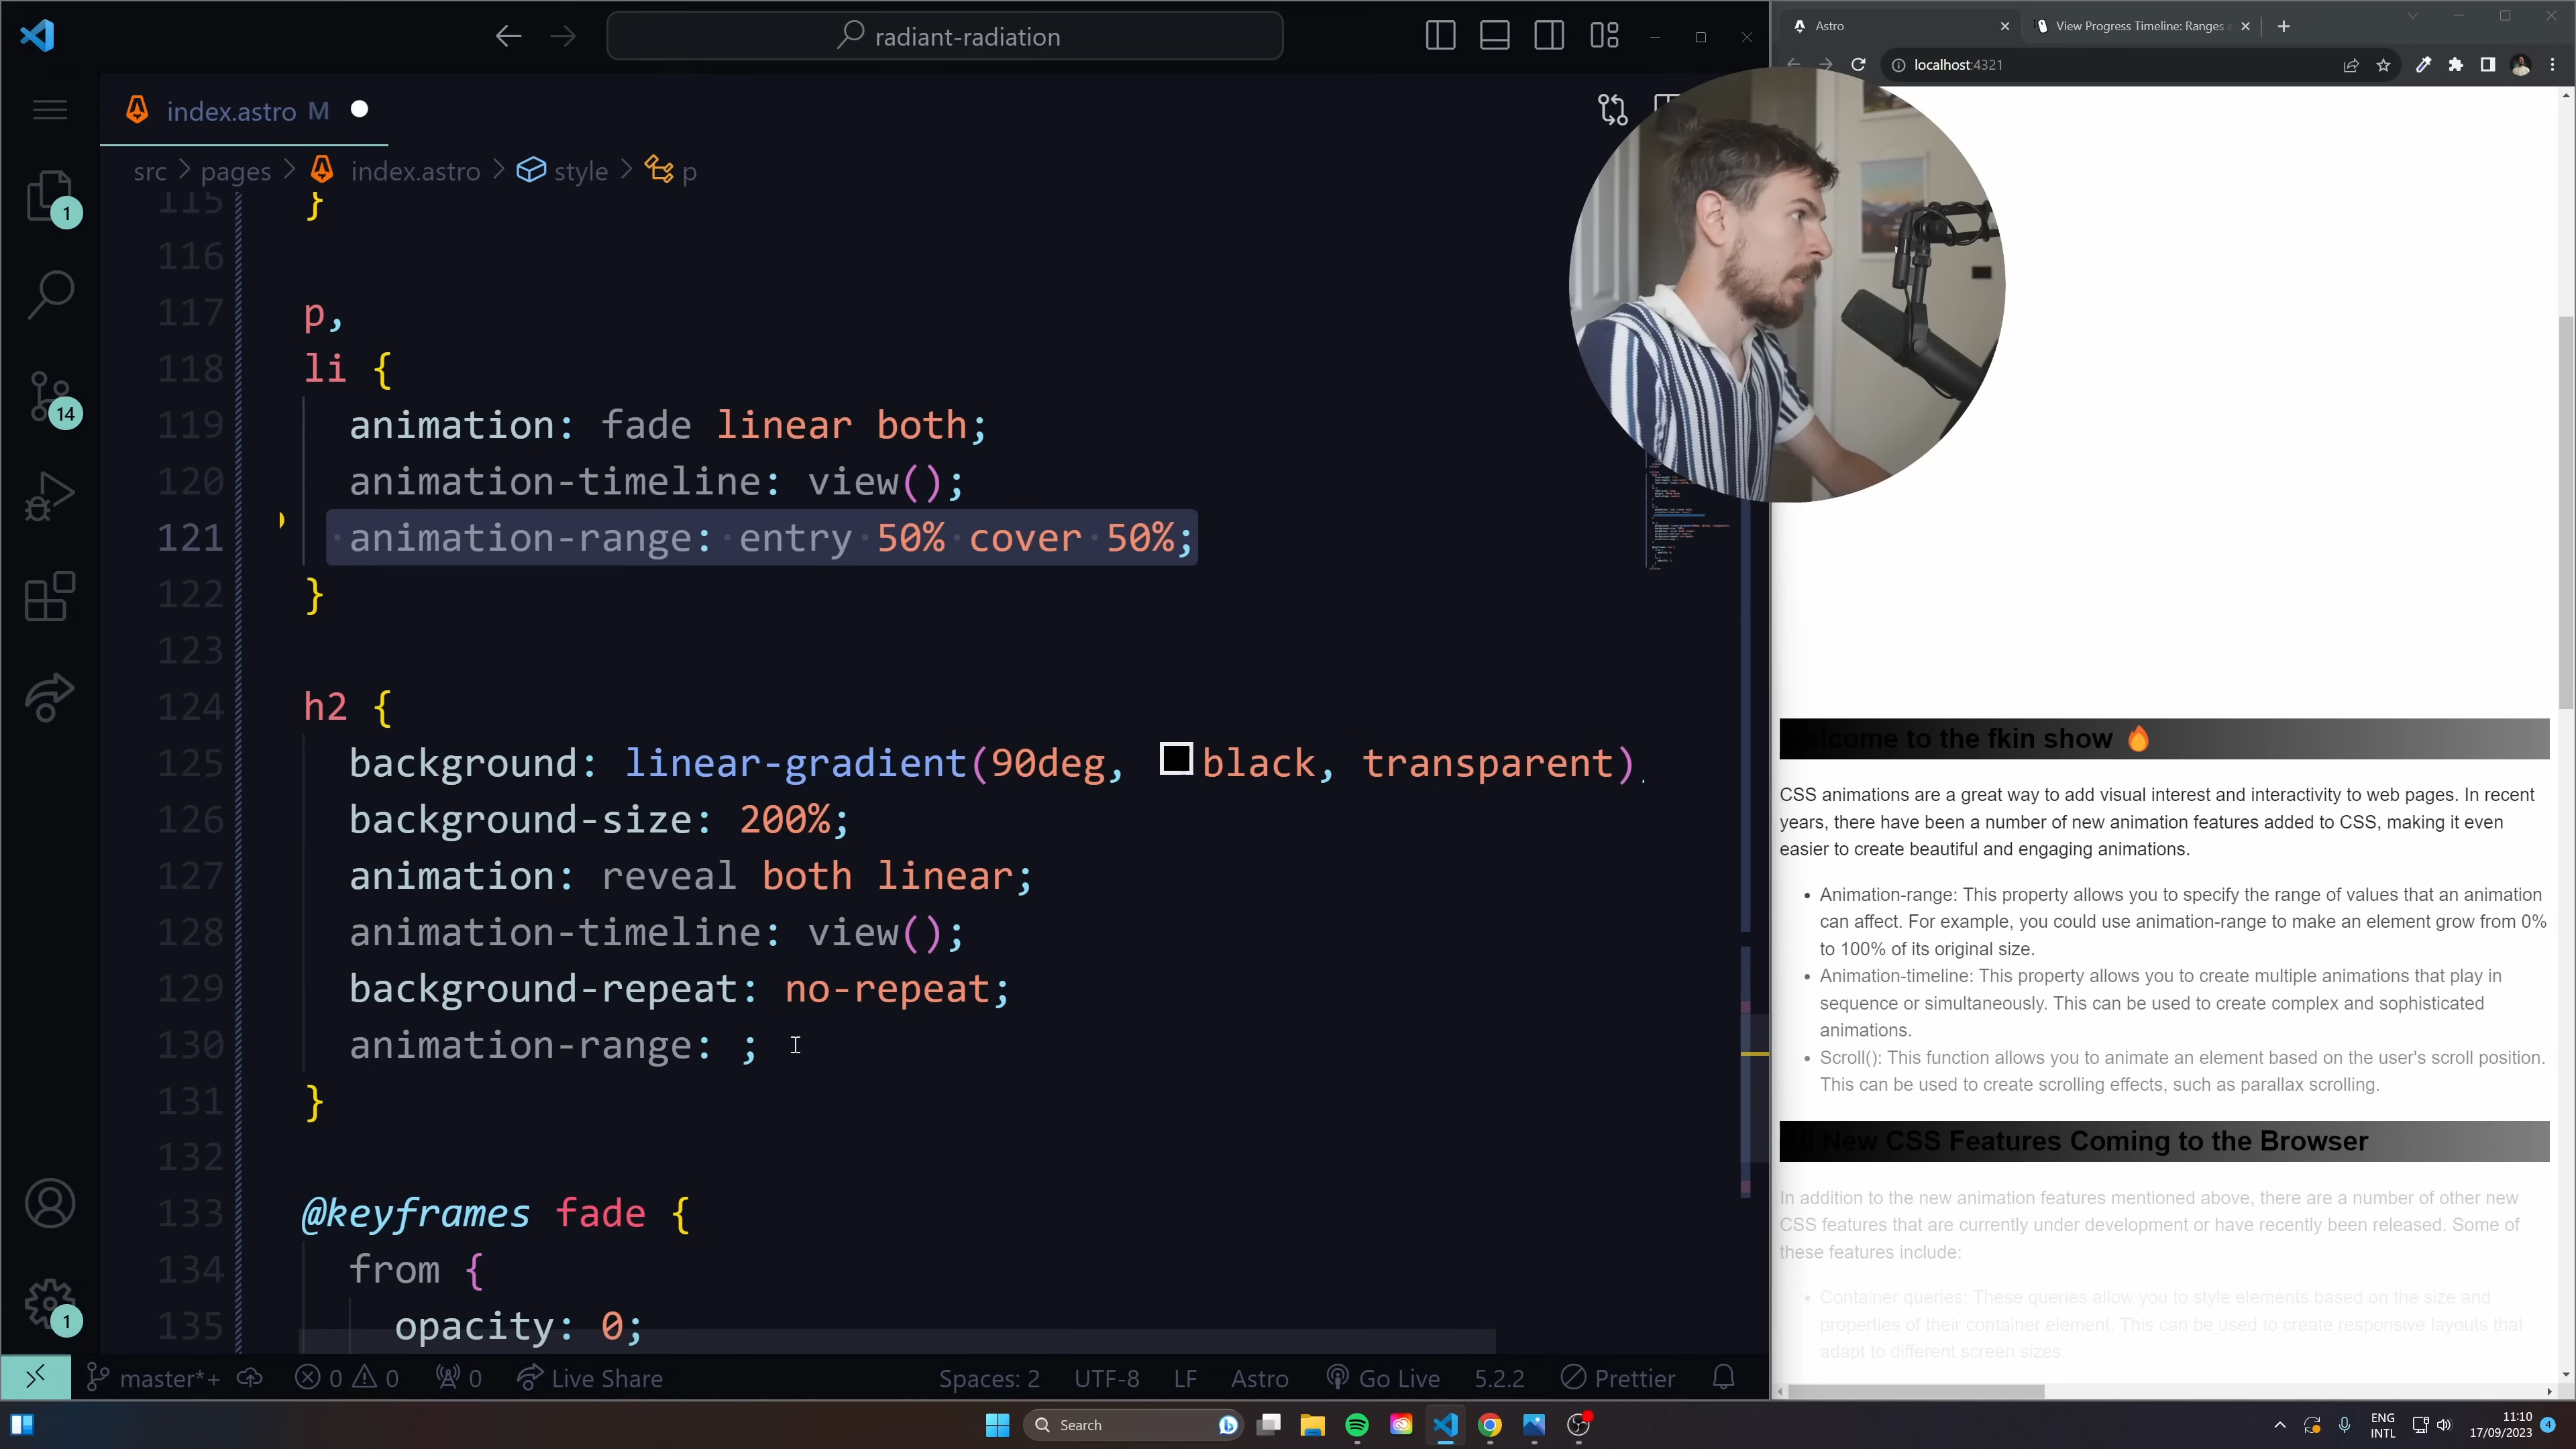 radiant-radiation
index.astro M
src > pages > index.astro > style > p
115 }
116
117 p,
118 li {
119 animation: fade linear both;
120 animation-timeline: view();
121 animation-range: entry 50% cover 50%;
122 }
123
124 h2 {
125 background: linear-gradient(90deg, black, transparent)
126 background-size: 200%;
127 animation: reveal both linear;
128 animation-timeline: view();
129 background-repeat: no-repeat;
130 animation-range: ;
131 }
132
133 @keyframes fade {
134 from {
135 opacity: 0;
1
14
1
master*+ 0 0 0 Live Share Spaces: 2 UTF-8 LF Astro Go Live 5.2.2 Prettier
Astro
View Progress Timeline: Ranges
localhost:4321
come to the fkin show 🔥
CSS animations are a great way to add visual interest and interactivity to web pages. In recent
years, there have been a number of new animation features added to CSS, making it even
easier to create beautiful and engaging animations.
• Animation-range: This property allows you to specify the range of values that an animation
can affect. For example, you could use animation-range to make an element grow from 0%
to 100% of its original size.
• Animation-timeline: This property allows you to create multiple animations that play in
sequence or simultaneously. This can be used to create complex and sophisticated
animations.
• Scroll(): This function allows you to animate an element based on the user's scroll position.
This can be used to create scrolling effects, such as parallax scrolling.
New CSS Features Coming to the Browser
In addition to the new animation features mentioned above, there are a number of other new
CSS features that are currently under development or have recently been released. Some of
these features include:
• Container queries: These queries allow you to style elements based on the size and
properties of their container element. This can be used to create responsive layouts that
adapt to different screen sizes.
Search
ENG
INTL
11:10
17/09/2023
4